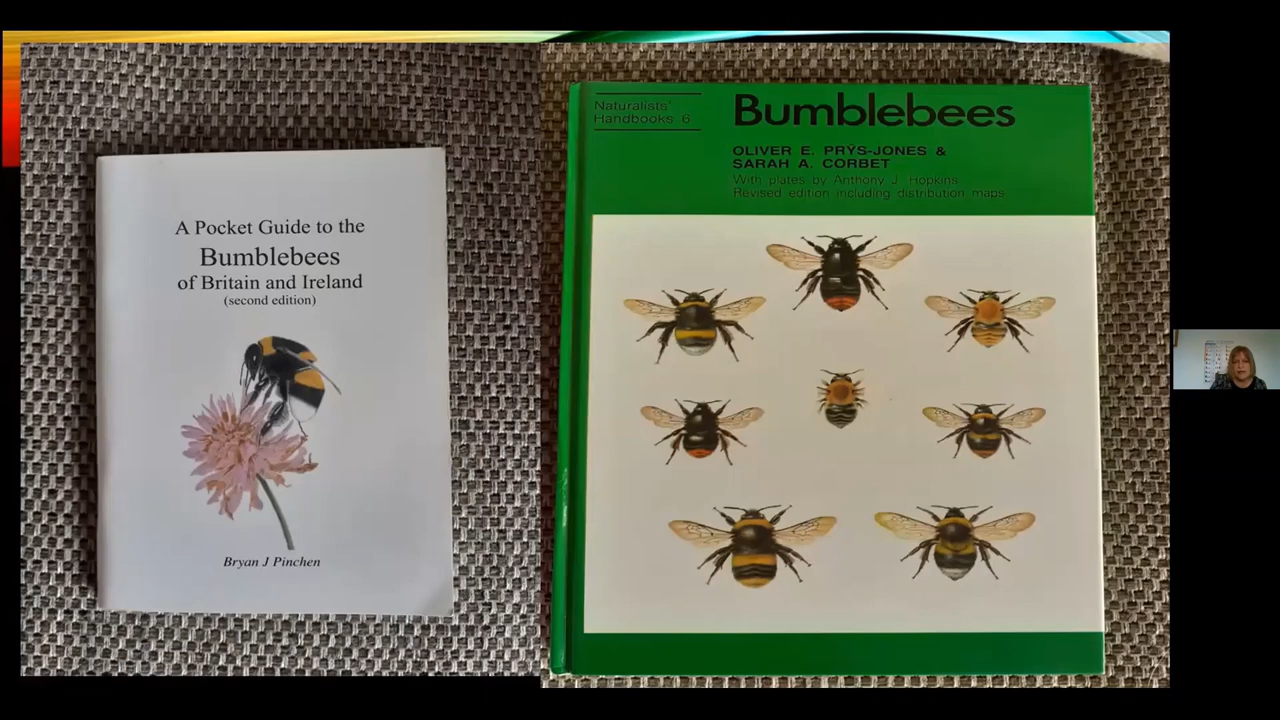 A Pocket Guide to the
Bumblebees
of Britain and Ireland
(second edition)
Bryan J Pinchen
Naturalists'
Handbooks 6
Bumblebees
OLIVER E. PRŶS-JONES &
SARAH A. CORBET
With plates by Anthony J. Hopkins
Revised edition including distribution maps